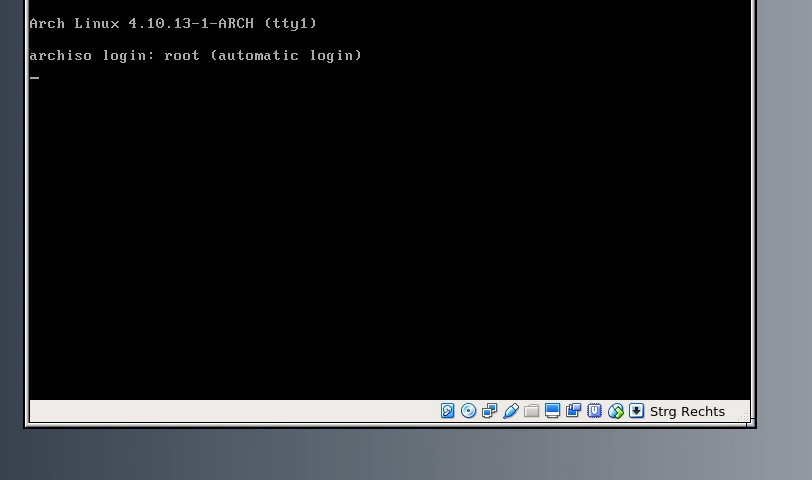 Arch Linux 4.10.13-1-ARCH (tty1)
archiso login: root (automatic login)
Strg Rechts